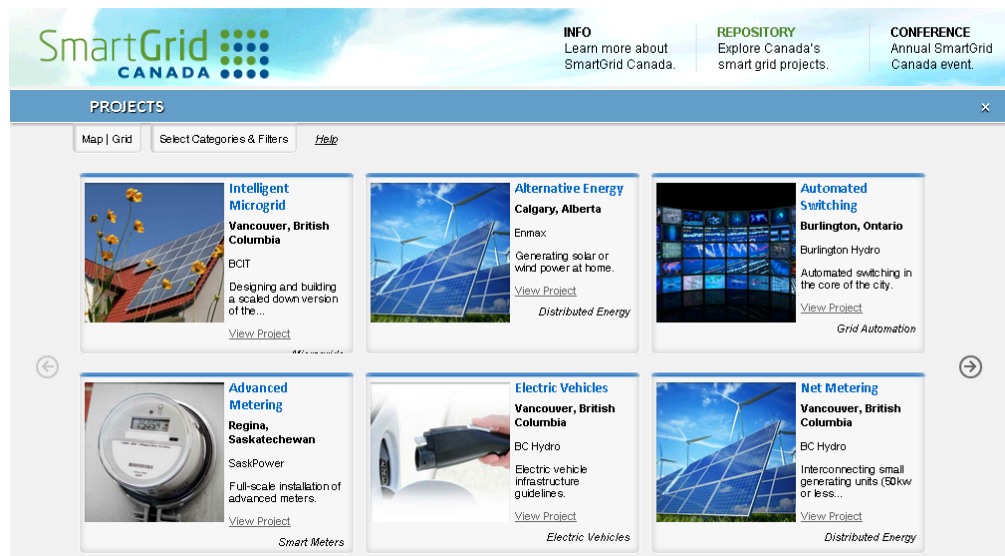 SmartGrid
CANADA
INFO
Learn more about
SmartGrid Canada.
REPOSITORY
Explore Canada's
smart grid projects.
CONFERENCE
Annual SmartGrid
Canada event.
PROJECTS
×
Map | Grid
Select Categories & Filters
Help
Intelligent
Microgrid
Vancouver, British
Columbia
BCIT
Designing and building
a scaled down version
of the...
View Project
Alternative Energy
Calgary, Alberta
Enmax
Generating solar or
wind power at home.
View Project
Distributed Energy
Automated
Switching
Burlington, Ontario
Burlington Hydro
Automated switching in
the core of the city.
View Project
Grid Automation
Advanced
Metering
Regina,
Saskatchewan
SaskPower
Full-scale installation of
advanced meters.
View Project
Smart Meters
Electric Vehicles
Vancouver, British
Columbia
BC Hydro
Electric vehicle
infrastructure
guidelines.
View Project
Electric Vehicles
Net Metering
Vancouver, British
Columbia
BC Hydro
Interconnecting small
generating units (50kw
or less...
View Project
Distributed Energy